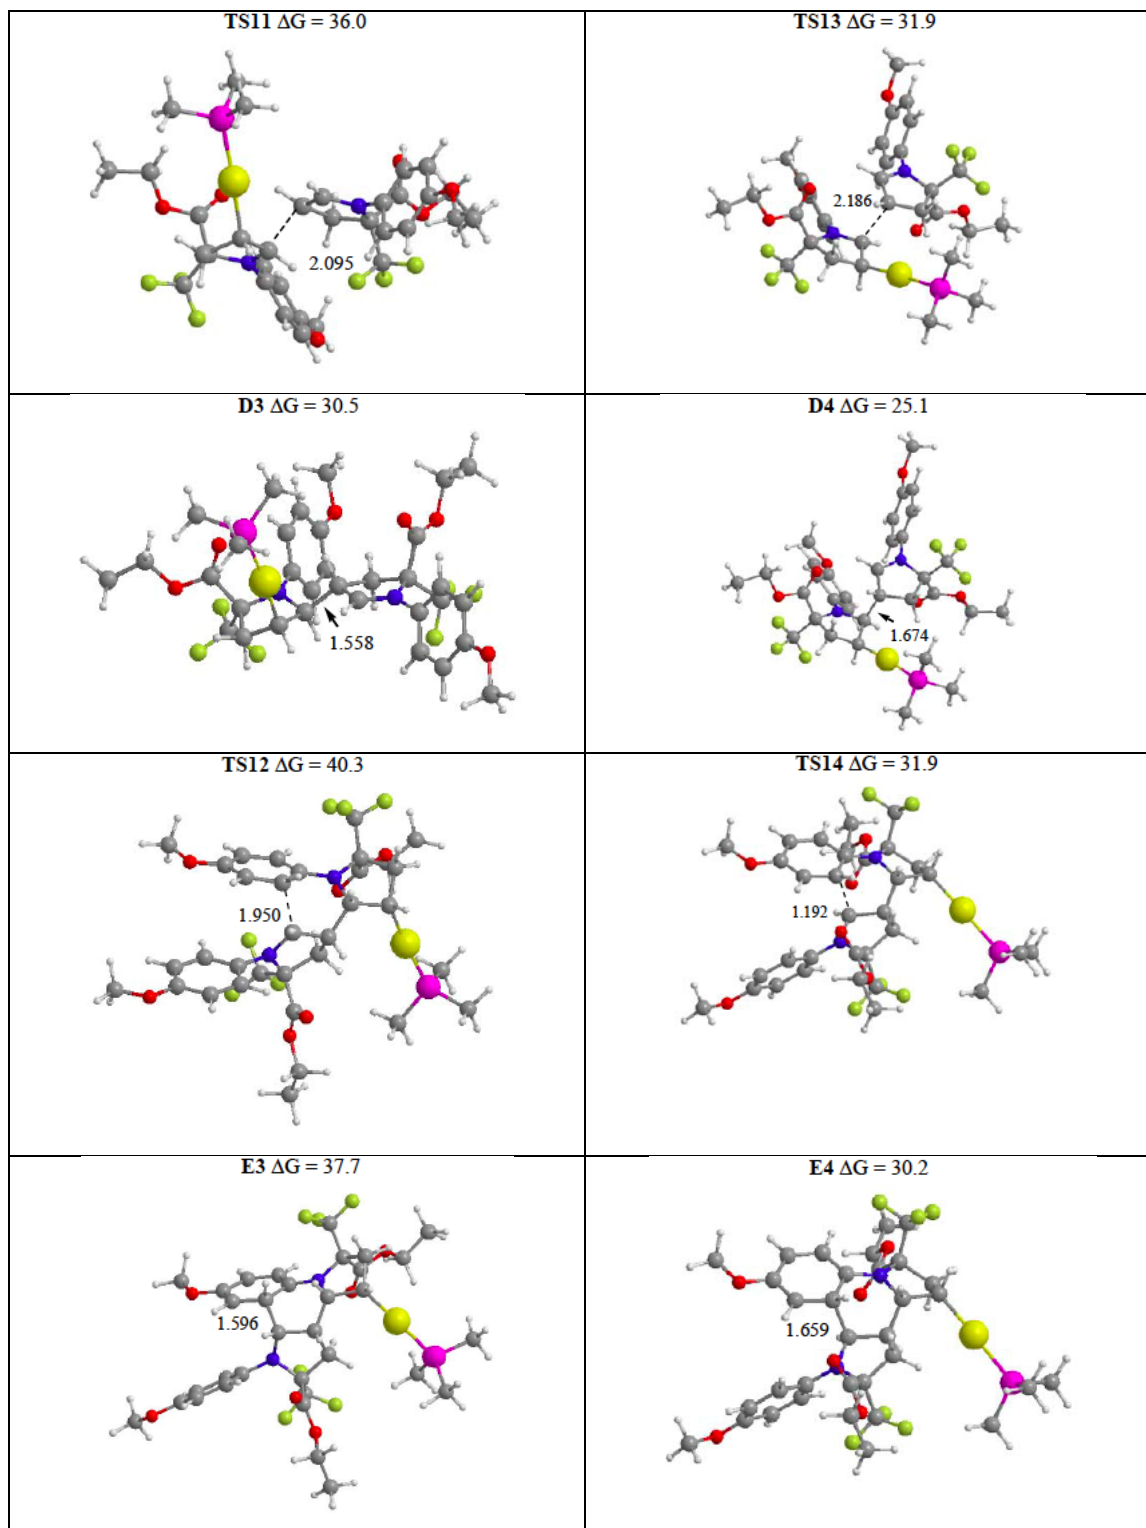 TS11 ΔG = 36.0
TS13 ΔG = 31.9
2.095
2.186
D3 ΔG = 30.5
D4 ΔG = 25.1
1.558
1.674
TS12 ΔG = 40.3
TS14 ΔG = 31.9
1.950
1.192
E3 ΔG = 37.7
E4 ΔG = 30.2
1.596
1.659